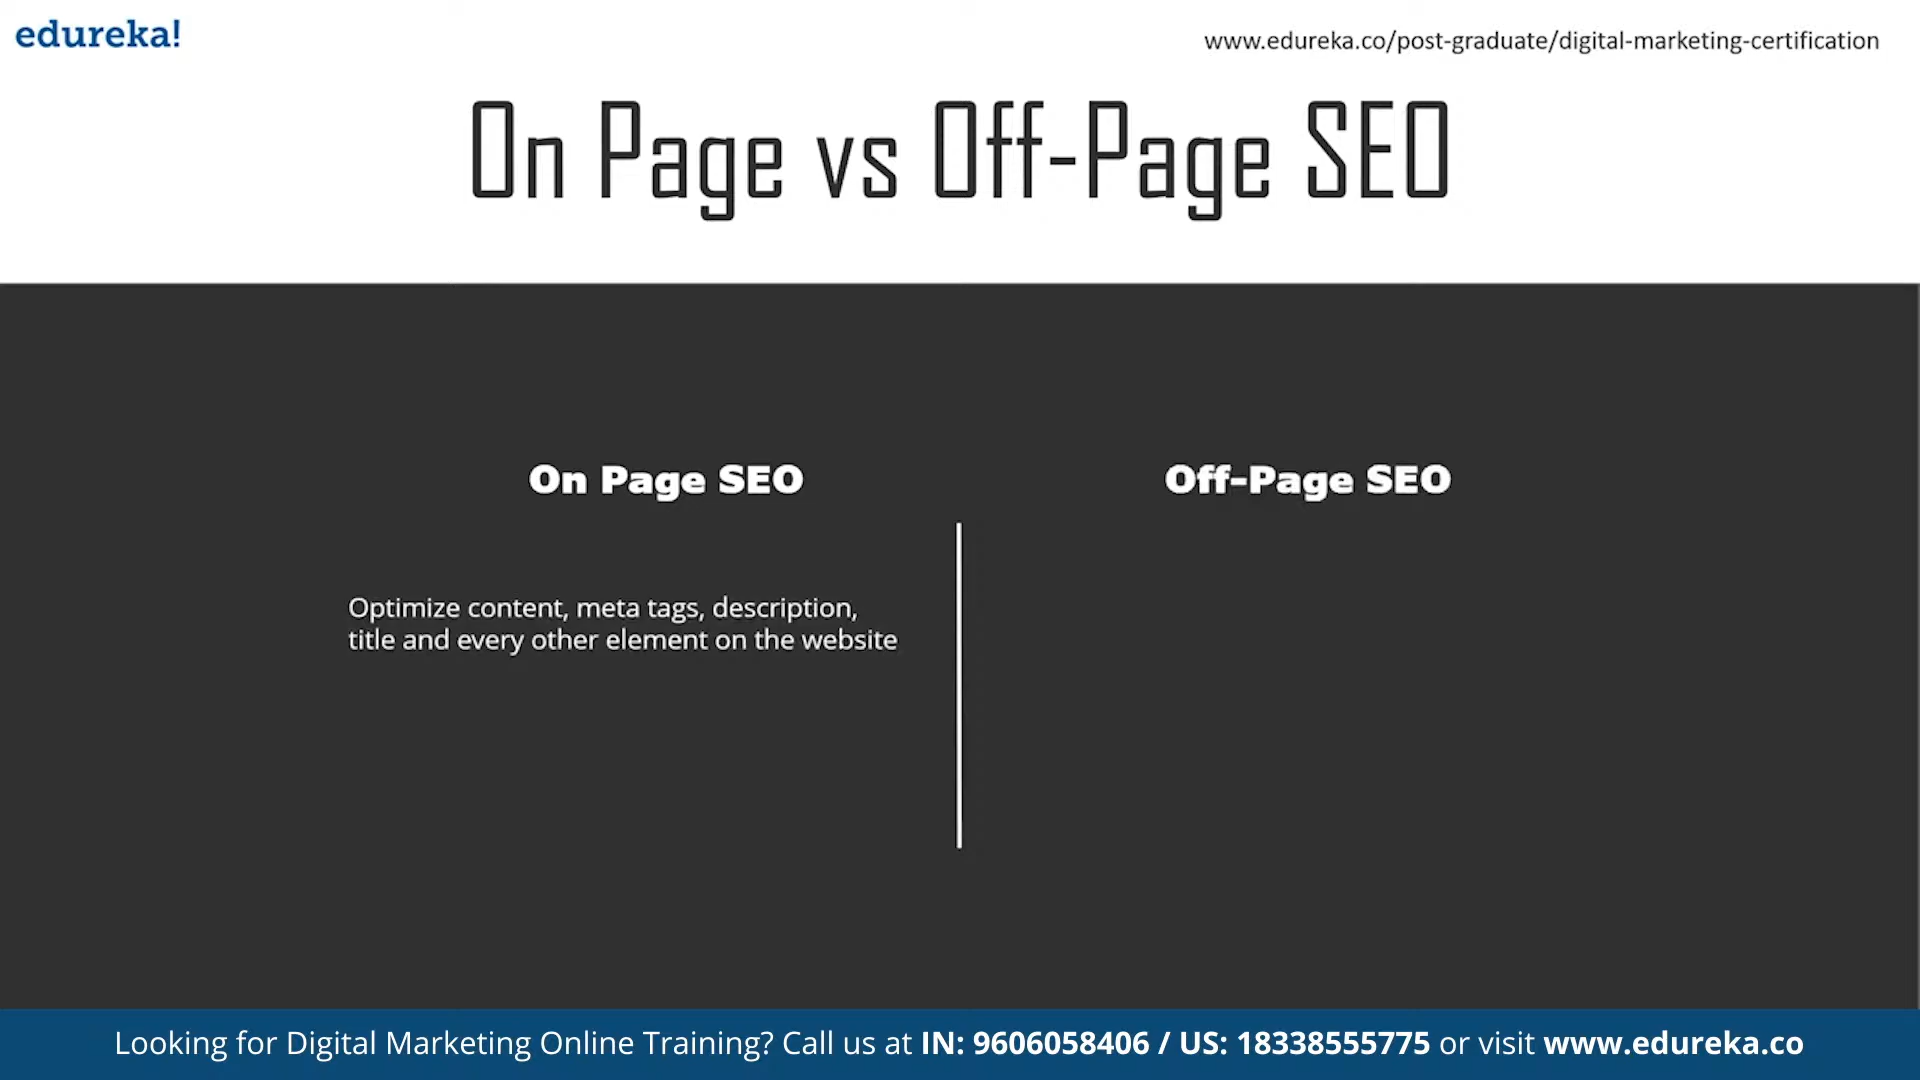 edureka!
www.edureka.co/post-graduate/digital-marketing-certification
On Page vs Off-Page SEO
On Page SEO
Optimize content, meta tags, description,
title and every other element on the website
Off-Page SEO
Looking for Digital Marketing Online Training? Call us at IN: 9606058406 / US: 18338555775 or visit www.edureka.co